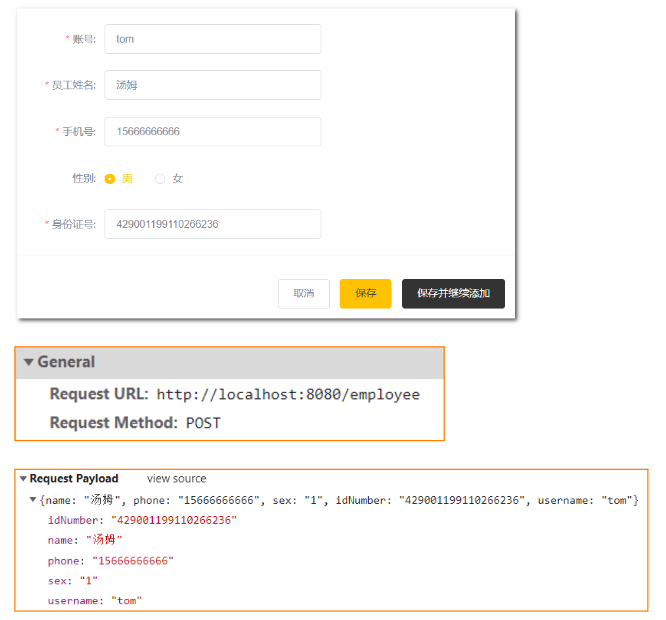 * 账号: tom
* 员工姓名: 汤姆
* 手机号: 15666666666
性别: 男 女
* 身份证号: 429001199110266236
取消 保存 保存并继续添加
▼ General
Request URL: http://localhost:8080/employee
Request Method: POST
▼ Request Payload view source
▼ {name: "汤姆", phone: "15666666666", sex: "1", idNumber: "429001199110266236", username: "tom"}
idNumber: "429001199110266236"
name: "汤姆"
phone: "15666666666"
sex: "1"
username: "tom"